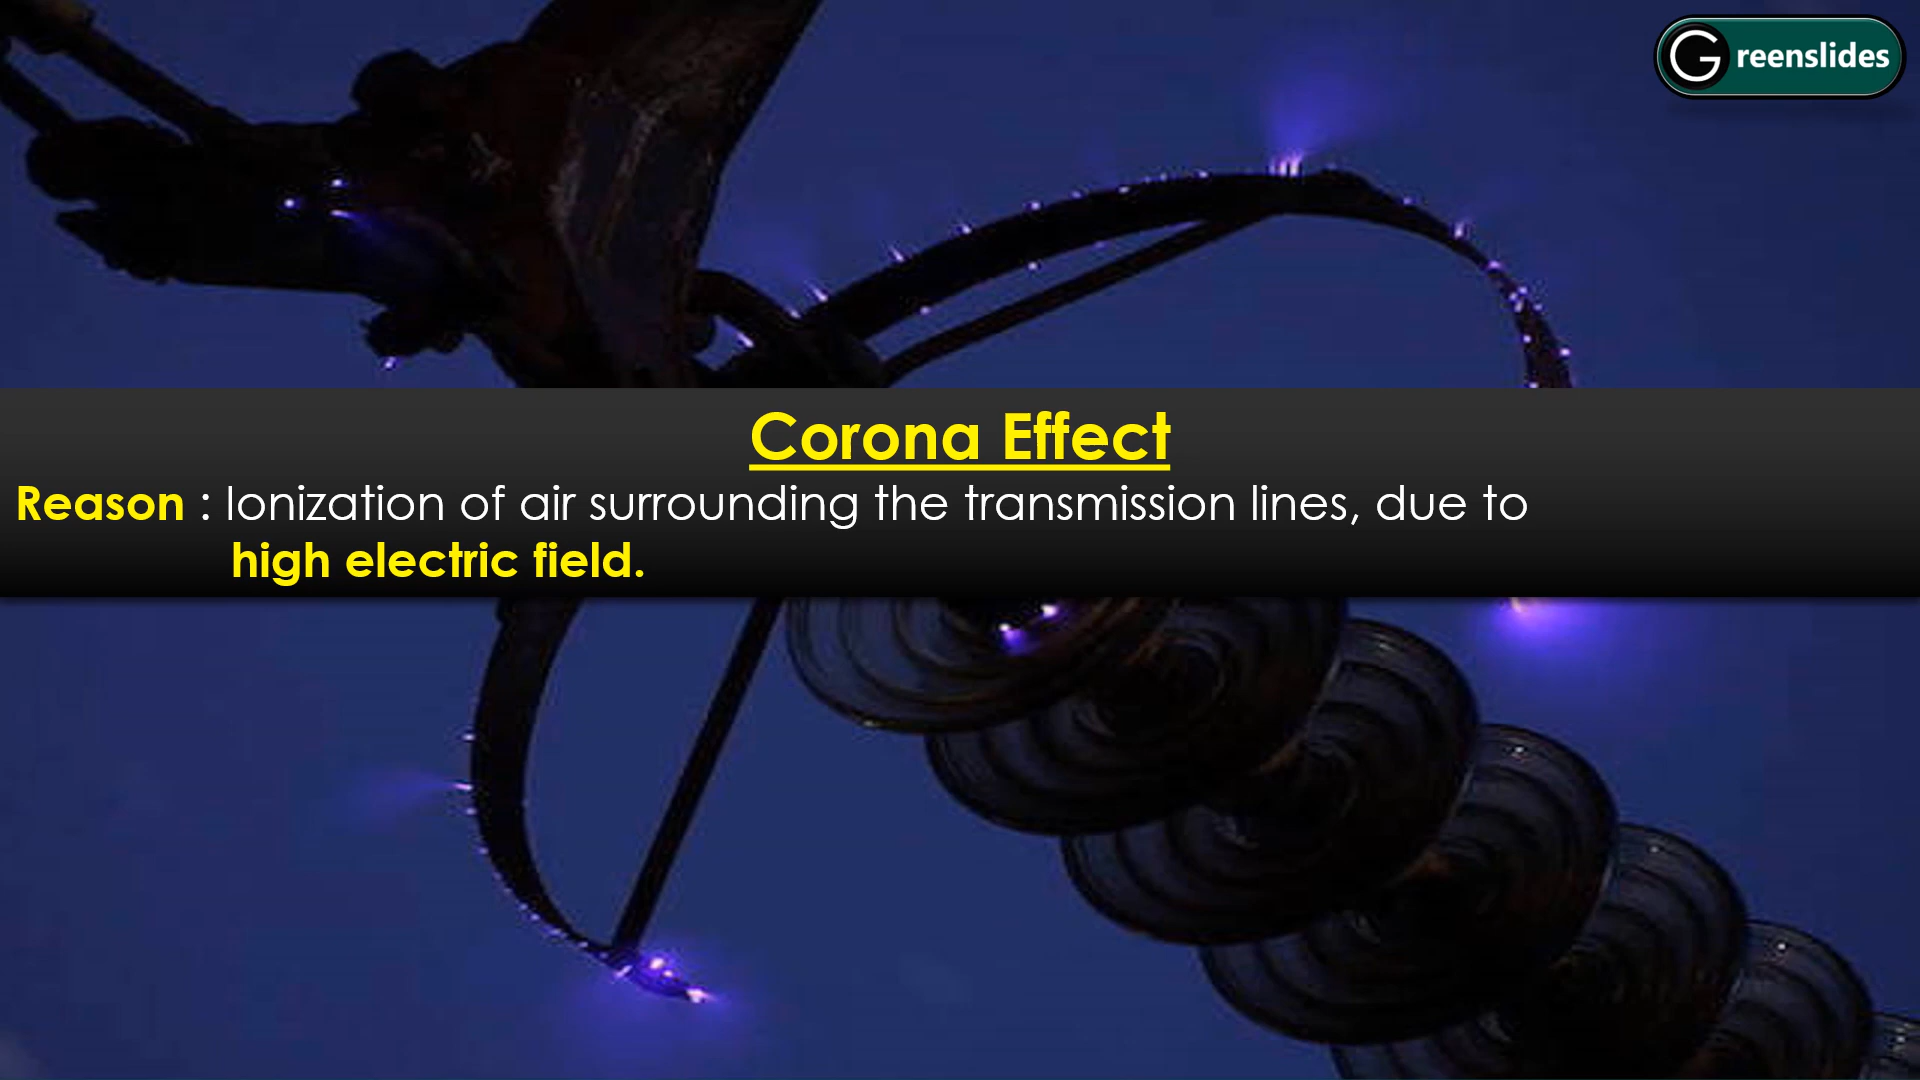 Greenslides
Corona Effect
Reason : Ionization of air surrounding the transmission lines, due to
high electric field.